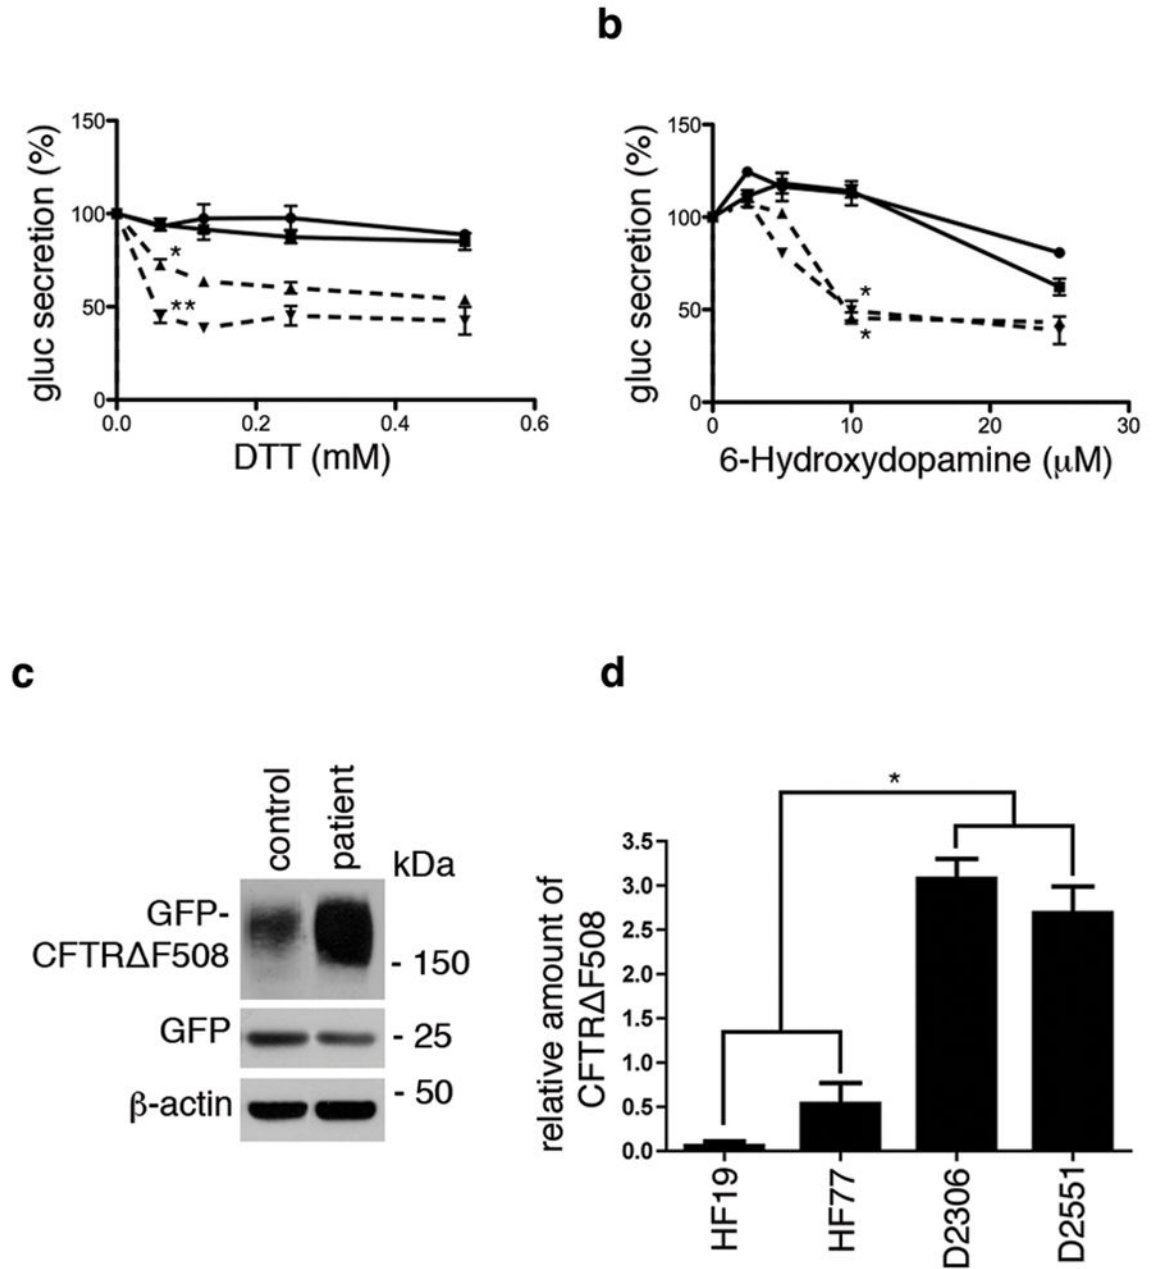 b
150
100
50
0
gluc secretion (%)
*
**
0.0
0.2
0.4
0.6
DTT (mM)
150
100
50
0
gluc secretion (%)
*
*
0
10
20
30
6-Hydroxydopamine (μM)
c
control
patient
kDa
GFP-
CFTRΔF508
- 150
GFP
- 25
- 50
β-actin
d
*
3.5
3.0
2.5
2.0
1.5
1.0
0.5
0.0
relative amount of
CFTRΔF508
HF19
HF77
D2306
D2551